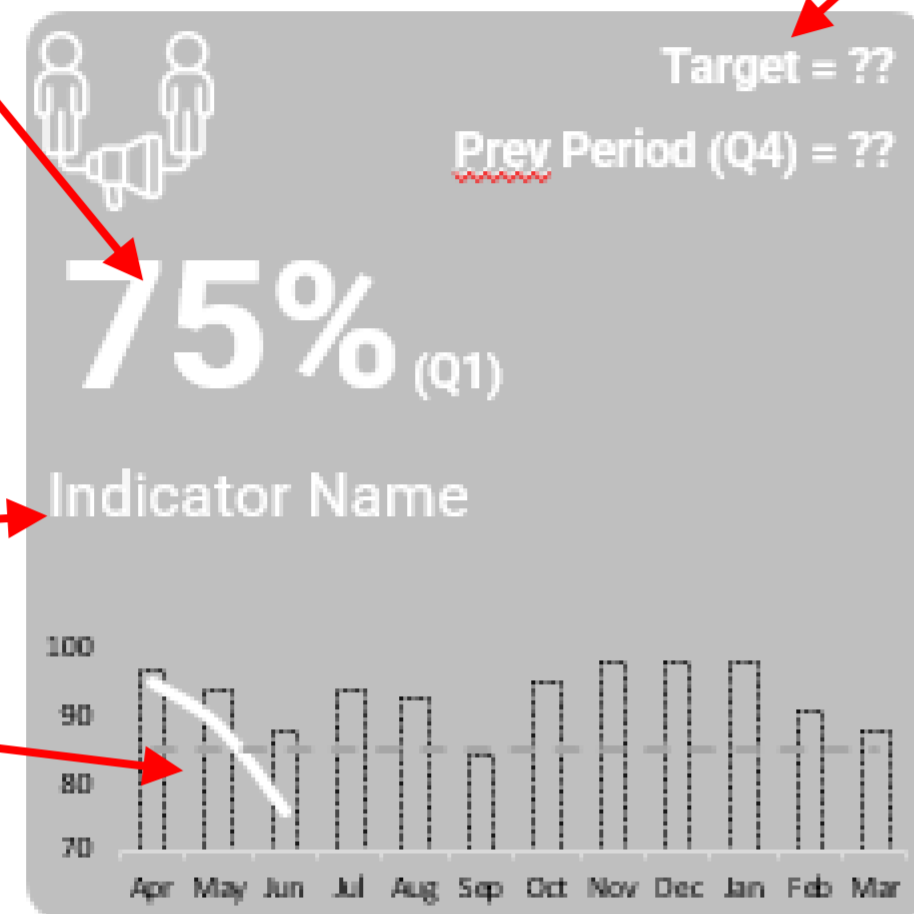 Target = ??
Prev Period (Q4) = ??
75% (Q1)
Indicator Name
100
90
80
70
Apr May Jun Jul Aug Sep Oct Nov Dec Jan Feb Mar